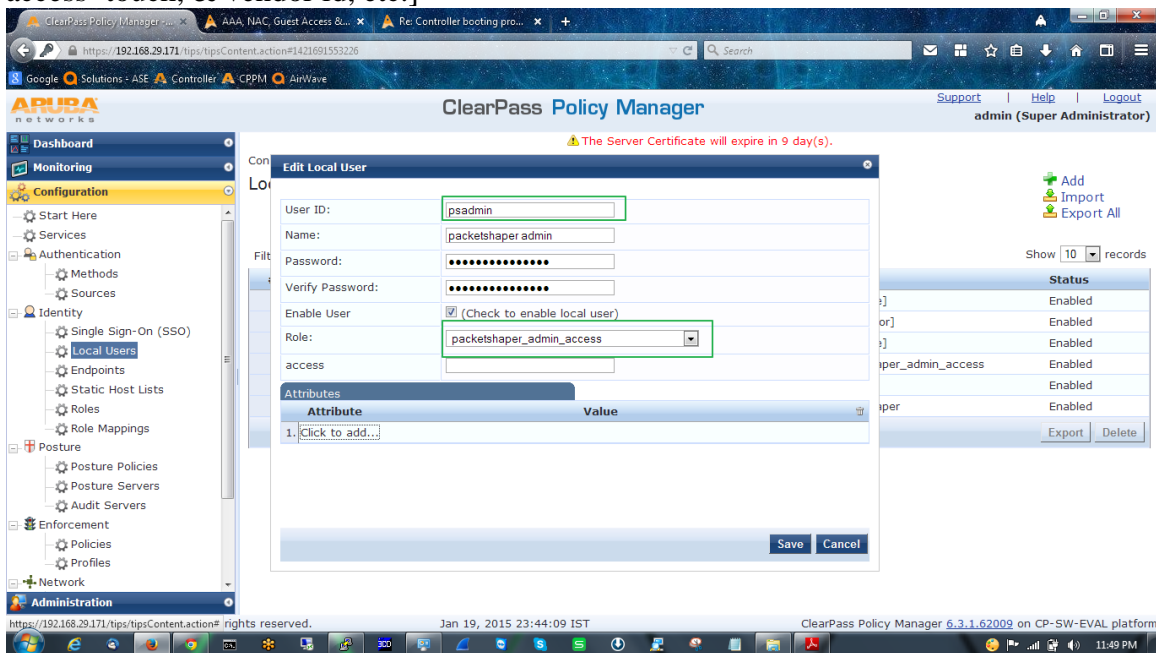 access=touch, & vendor id, etc.]
ClearPass Policy Manager - ... × AAA, NAC, Guest Access &... × Re: Controller booting pro... × +
https://192.168.29.171/tips/tipsContent.action#1421691553226 Search
Google Solutions - ASE Controller CPPM AirWave
ARUBA networks
ClearPass Policy Manager
Support | Help | Logout
admin (Super Administrator)
The Server Certificate will expire in 9 day(s).
Dashboard
Monitoring
Configuration
Start Here
Services
Authentication
Methods
Sources
Identity
Single Sign-On (SSO)
Local Users
Endpoints
Static Host Lists
Roles
Role Mappings
Posture
Posture Policies
Posture Servers
Audit Servers
Enforcement
Policies
Profiles
Network
Administration
Con
Lo
Filt
Edit Local User
User ID: psadmin
Name: packetshaper admin
Password: •••••••••••••••
Verify Password: •••••••••••••••
Enable User (Check to enable local user)
Role: packetshaper_admin_access
access
Attributes
Attribute Value
1. Click to add...
Save Cancel
Add
Import
Export All
Show 10 records
Status
e] Enabled
or] Enabled
e] Enabled
aper_admin_access Enabled
Enabled
aper Enabled
Export Delete
https://192.168.29.171/tips/tipsContent.action# rights reserved. Jan 19, 2015 23:44:09 IST ClearPass Policy Manager 6.3.1.62009 on CP-SW-EVAL platform
11:49 PM